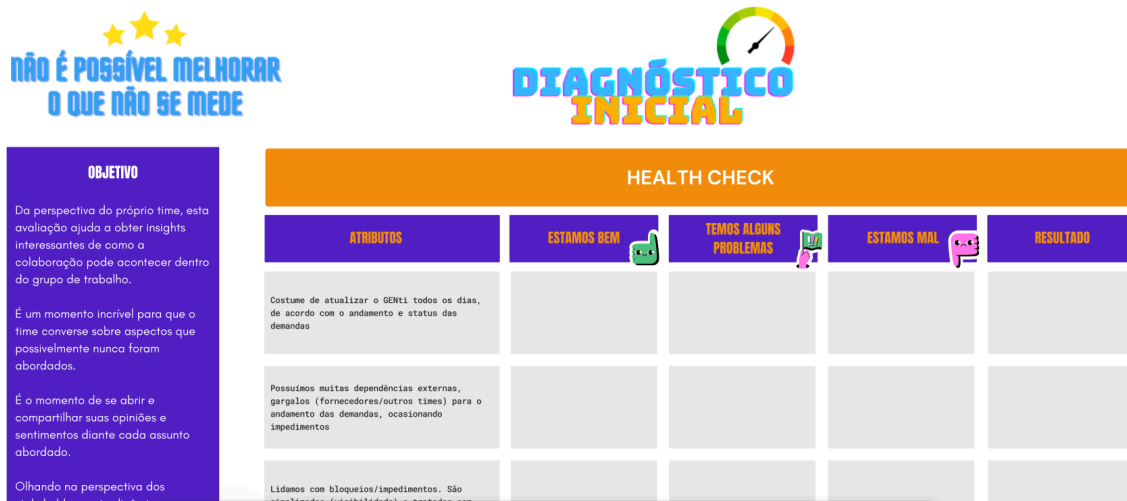 NÃO É POSSÍVEL MELHORAR
O QUE NÃO SE MEDE
DIAGNÓSTICO
INICIAL
OBJETIVO
Da perspectiva do próprio time, esta
avaliação ajuda a obter insights
interessantes de como a
colaboração pode acontecer dentro
do grupo de trabalho.
É um momento incrível para que o
time converse sobre aspectos que
possivelmente nunca foram
abordados.
É o momento de se abrir e
compartilhar suas opiniões e
sentimentos diante cada assunto
abordado.
Olhando na perspectiva dos
HEALTH CHECK
ATRIBUTOS
ESTAMOS BEM
TEMOS ALGUNS
PROBLEMAS
ESTAMOS MAL
RESULTADO
Costume de atualizar o GENti todos os dias,
de acordo com o andamento e status das
demandas
Possuímos muitas dependências externas,
gargalos (fornecedores/outros times) para o
andamento das demandas, ocasionando
impedimentos
Lidamos com bloqueios/impedimentos. São